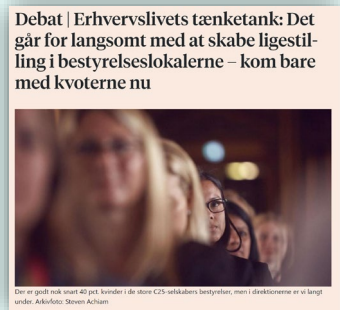 Debat | Erhvervslivets tænketank: Det
går for langsomt med at skabe ligestil-
ling i bestyrelseslokalerne – kom bare
med kvoterne nu
Der er godt nok snart 40 pct. kvinder i de store C25-selskabers bestyrelser, men i direktionerne er vi langt
under. Arkivfoto: Steven Achiam